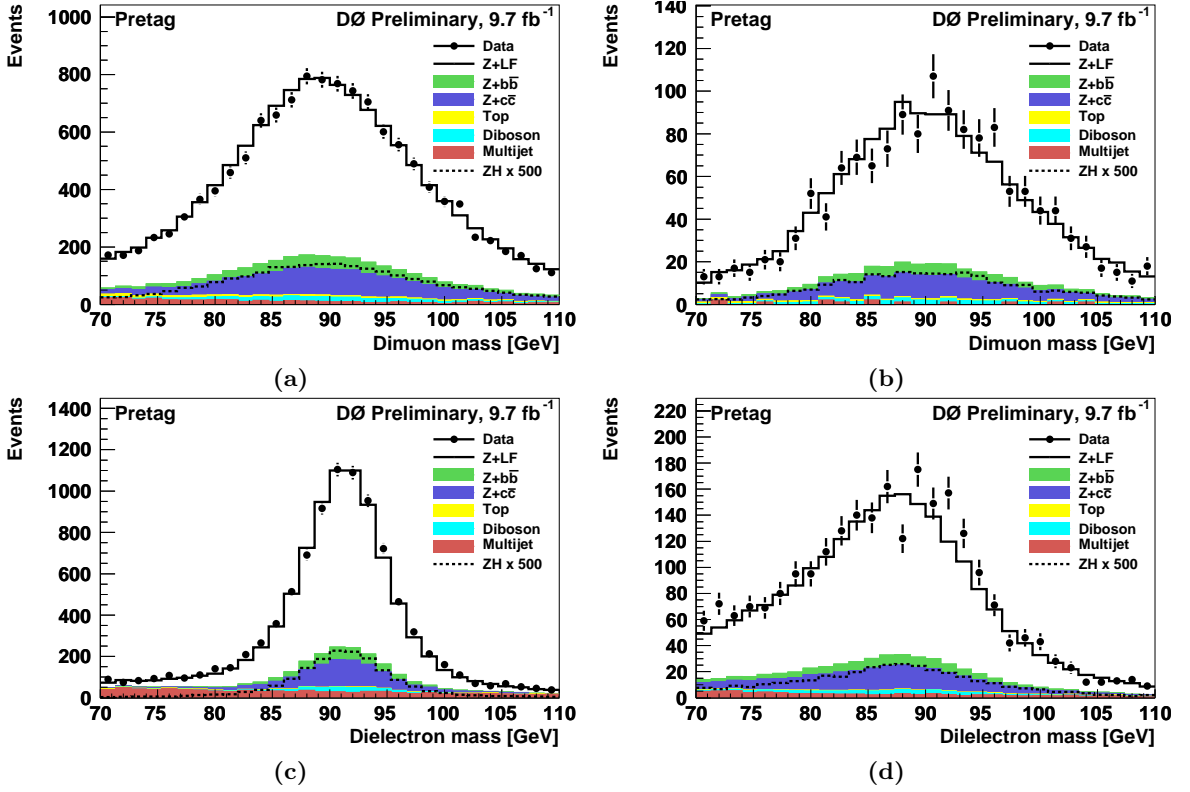 Pretag
DØ Preliminary, 9.7 fb-1
Events
800
600
400
200
0
Data
Z+LF
Z+bb̅
Z+cc̅
Top
Diboson
Multijet
ZH x 500
70 75 80 85 90 95 100 105 110
Dimuon mass [GeV]
(a)
Pretag
DØ Preliminary, 9.7 fb-1
Events
140
120
100
80
60
40
20
0
Data
Z+LF
Z+bb̅
Z+cc̅
Top
Diboson
Multijet
ZH x 500
70 75 80 85 90 95 100 105 110
Dimuon mass [GeV]
(b)
Pretag
DØ Preliminary, 9.7 fb-1
Events
1400
1200
1000
800
600
400
200
0
Data
Z+LF
Z+bb̅
Z+cc̅
Top
Diboson
Multijet
ZH x 500
70 75 80 85 90 95 100 105 110
Dielectron mass [GeV]
(c)
Pretag
DØ Preliminary, 9.7 fb-1
Events
220
200
180
160
140
120
100
80
60
40
20
0
Data
Z+LF
Z+bb̅
Z+cc̅
Top
Diboson
Multijet
ZH x 500
70 75 80 85 90 95 100 105 110
Dilelectron mass [GeV]
(d)